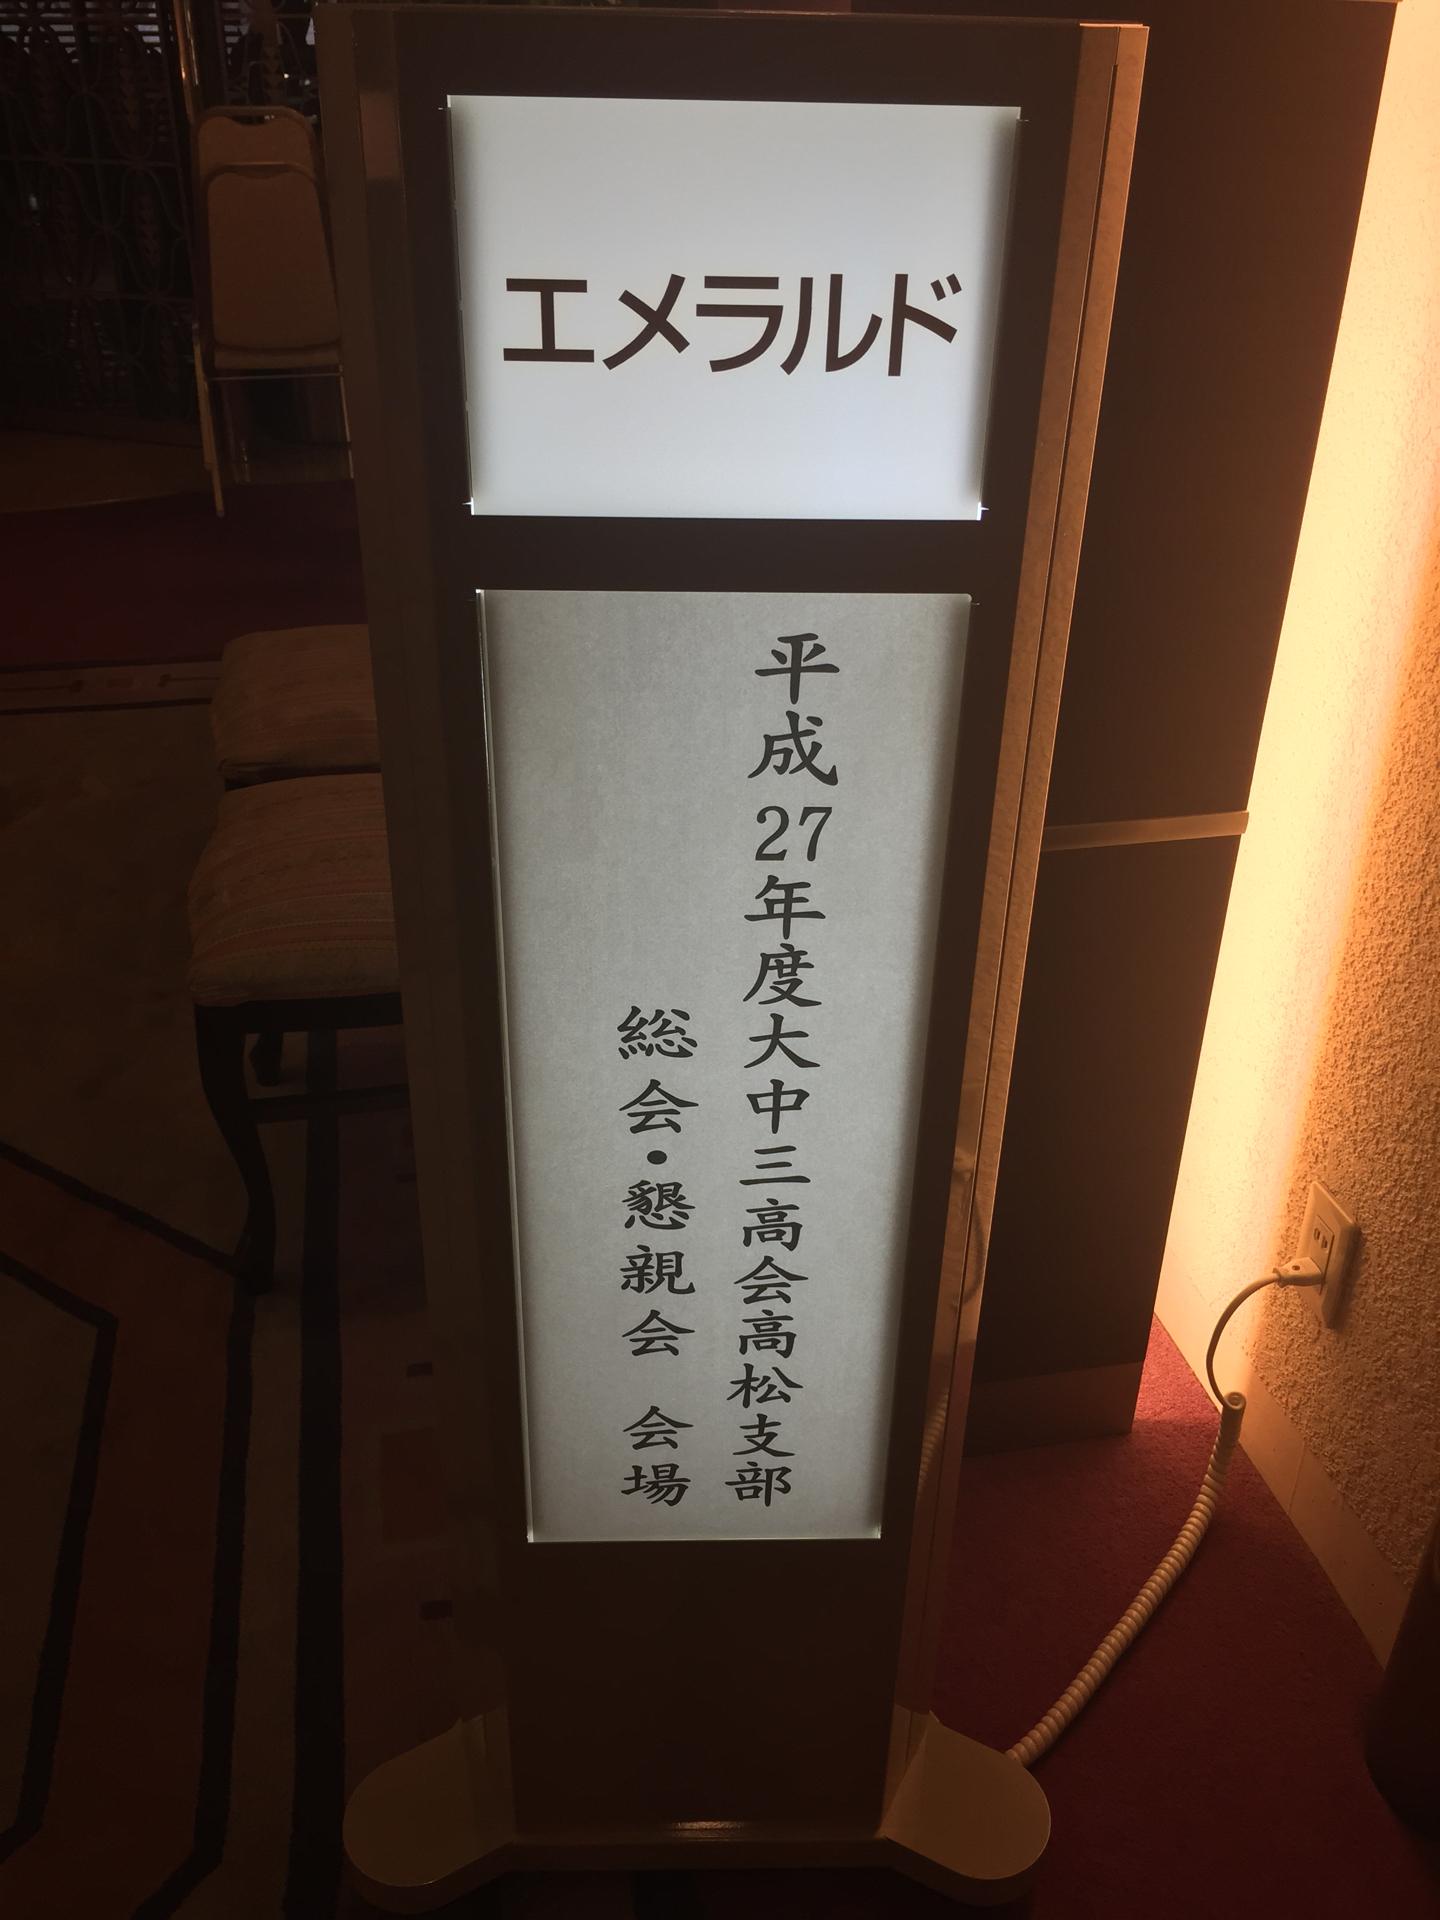 エメラルド
平成27年度大中三高会高松支部
総会・懇親会 会場